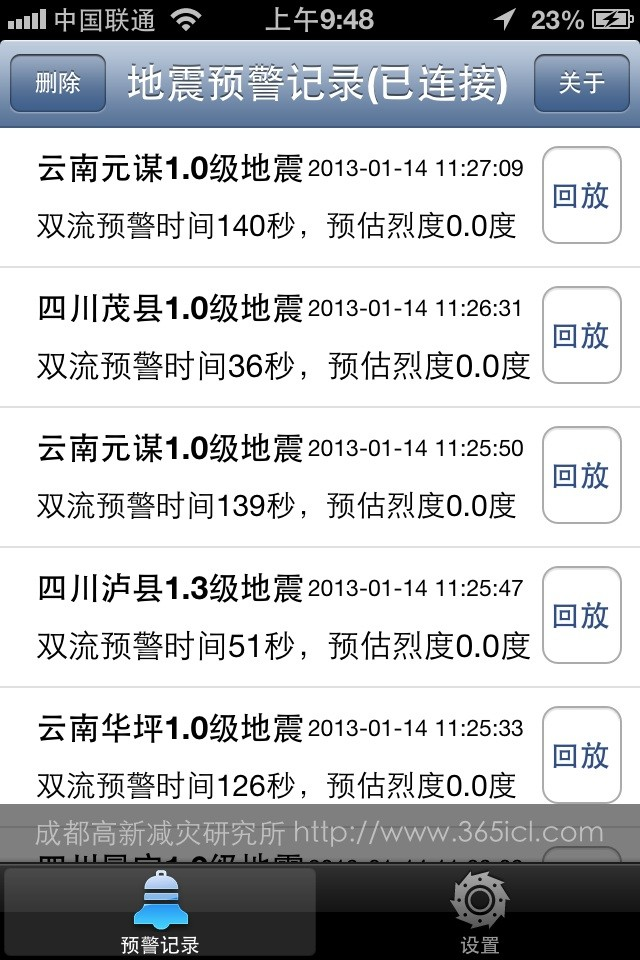 中国联通 上午9:48 23%
删除 地震预警记录(已连接) 关于
云南元谋1.0级地震 2013-01-14 11:27:09
双流预警时间140秒，预估烈度0.0度
回放
四川茂县1.0级地震 2013-01-14 11:26:31
双流预警时间36秒，预估烈度0.0度
回放
云南元谋1.0级地震 2013-01-14 11:25:50
双流预警时间139秒，预估烈度0.0度
回放
四川泸县1.3级地震 2013-01-14 11:25:47
双流预警时间51秒，预估烈度0.0度
回放
云南华坪1.0级地震 2013-01-14 11:25:33
双流预警时间126秒，预估烈度0.0度
回放
成都高新减灾研究所 http://www.365icl.com
预警记录 设置